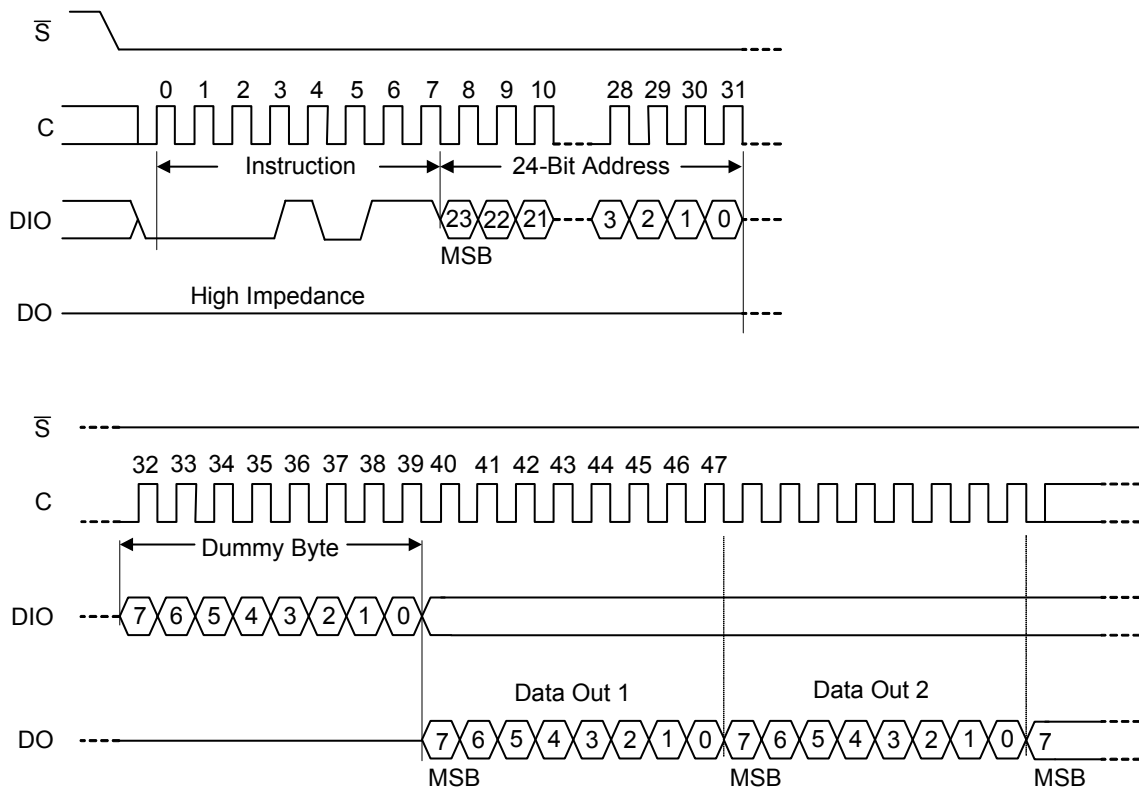 S
0 1 2 3 4 5 6 7 8 9 10 28 29 30 31
C
Instruction 24-Bit Address
DIO 23 22 21 3 2 1 0
MSB
High Impedance
DO
S
32 33 34 35 36 37 38 39 40 41 42 43 44 45 46 47
C
Dummy Byte
DIO 7 6 5 4 3 2 1 0
Data Out 1 Data Out 2
DO 7 6 5 4 3 2 1 0 7 6 5 4 3 2 1 0 7
MSB MSB MSB